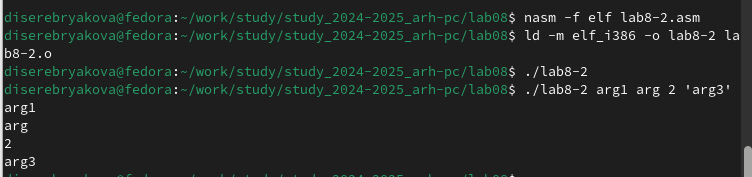 diserebryakova@fedora:~/work/study/study_2024-2025_arh-pc/lab08$ nasm -f elf lab8-2.asm
diserebryakova@fedora:~/work/study/study_2024-2025_arh-pc/lab08$ ld -m elf_i386 -o lab8-2 la
b8-2.o
diserebryakova@fedora:~/work/study/study_2024-2025_arh-pc/lab08$ ./lab8-2
diserebryakova@fedora:~/work/study/study_2024-2025_arh-pc/lab08$ ./lab8-2 arg1 arg 2 'arg3'
arg1
arg
2
arg3